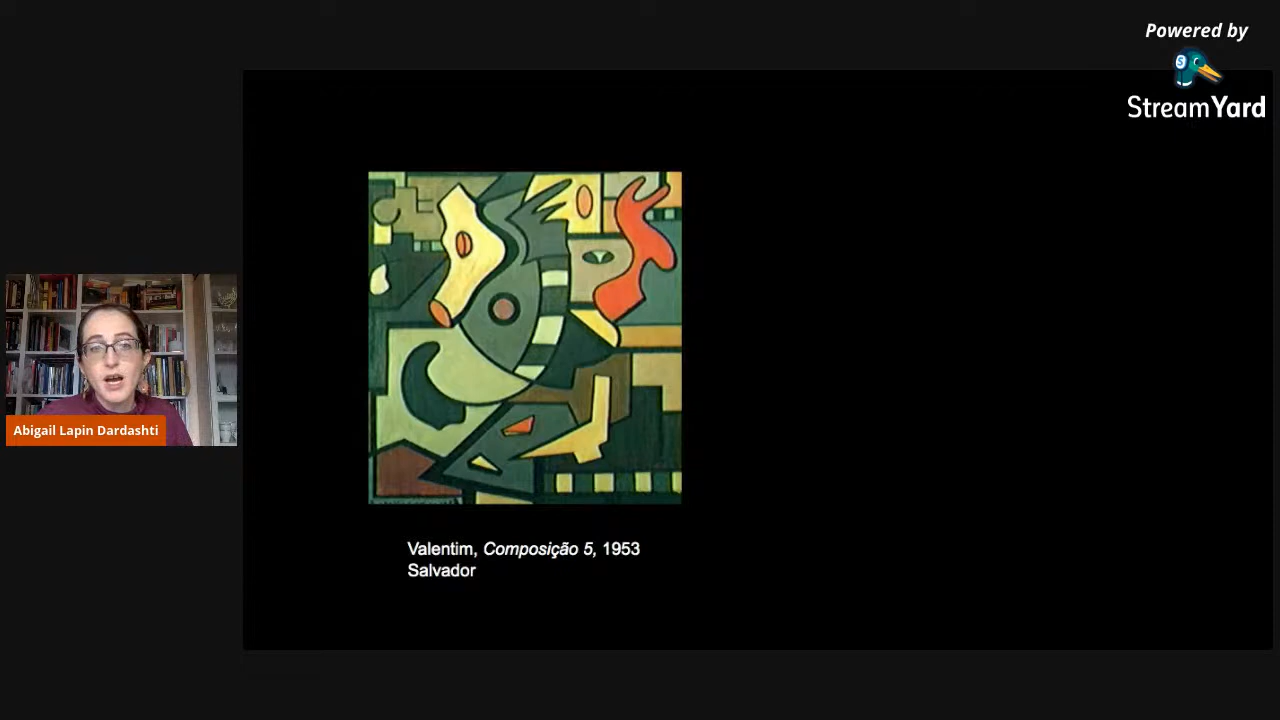 Powered by
StreamYard
Abigail Lapin Dardashti
Valentim, Composição 5, 1953
Salvador